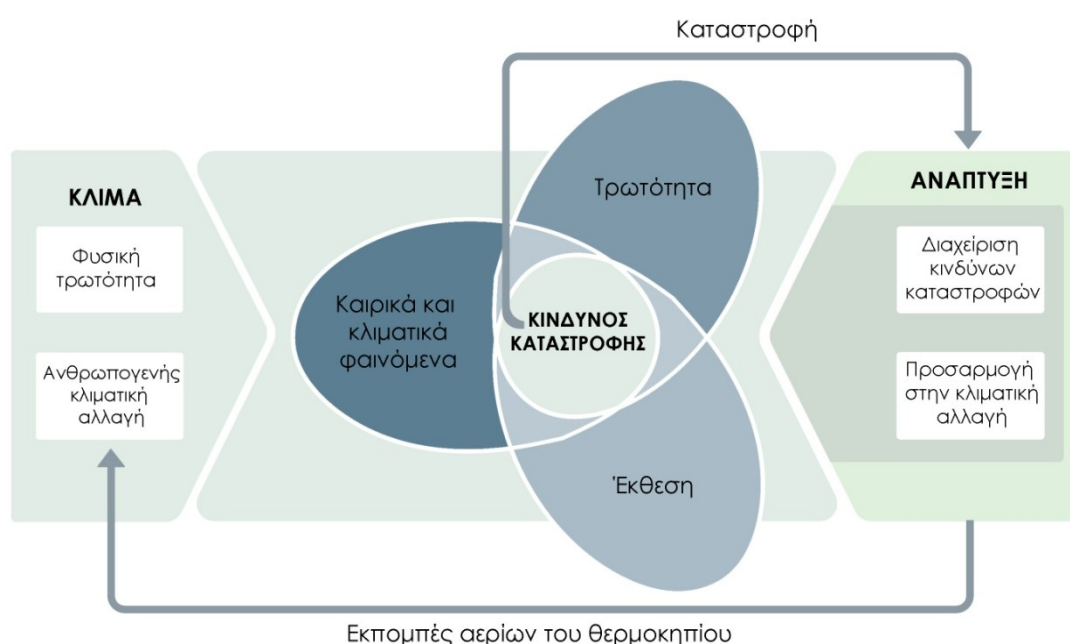 Καταστροφή
ΚΛΙΜΑ
Φυσική
τρωτότητα
Ανθρωπογενής
κλιματική
αλλαγή
Τρωτότητα
Καιρικά και
κλιματικά
φαινόμενα
ΚΙΝΔΥΝΟΣ
ΚΑΤΑΣΤΡΟΦΗΣ
Έκθεση
ΑΝΑΠΤΥΞΗ
Διαχείριση
κινδύνων
καταστροφών
Προσαρμογή
στην κλιματική
αλλαγή
Εκπομπές αερίων του θερμοκηπίου